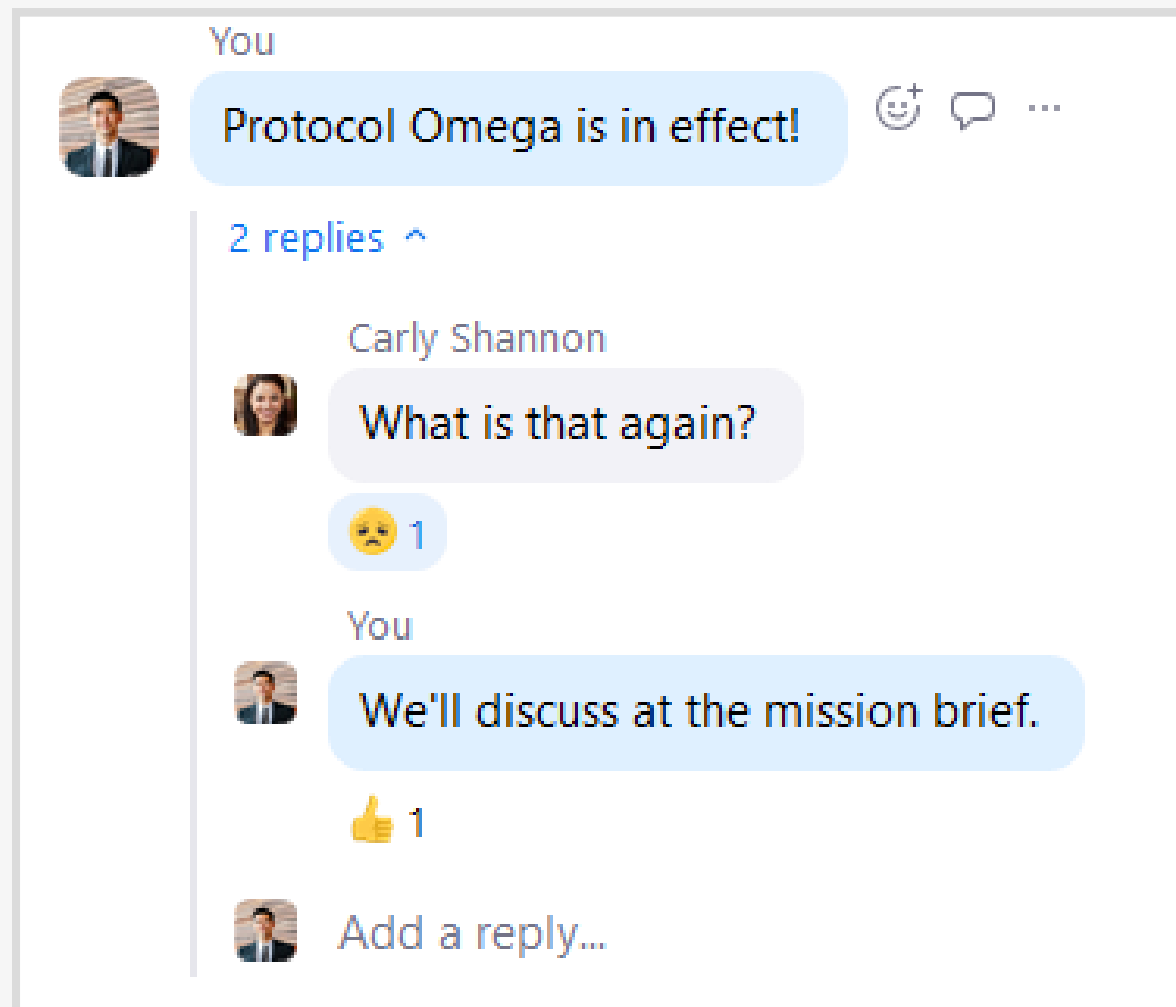 You
Protocol Omega is in effect!
2 replies
Carly Shannon
What is that again?
1
You
We'll discuss at the mission brief.
1
Add a reply...